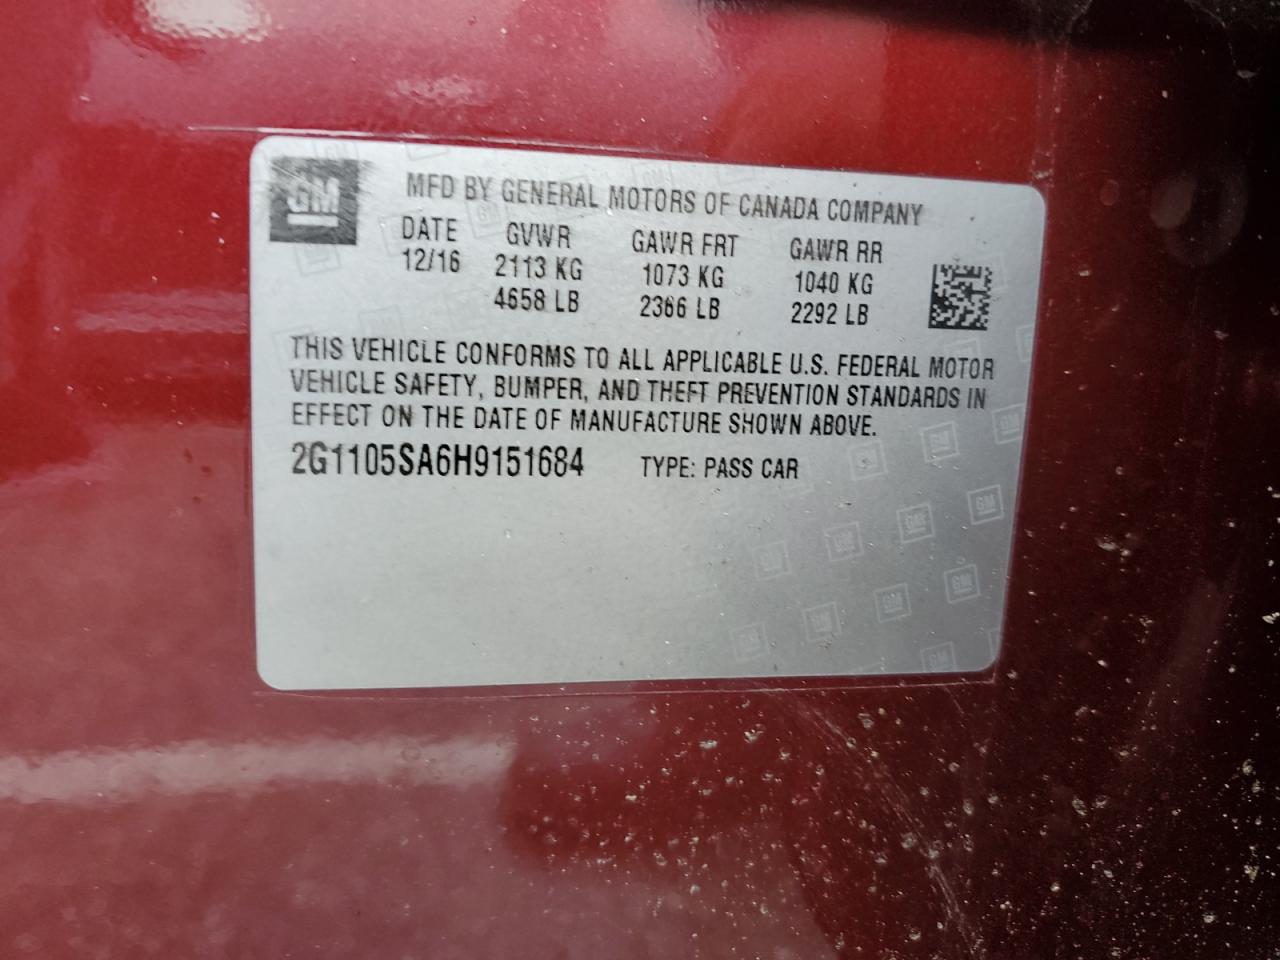 GM
MFD BY GENERAL MOTORS OF CANADA COMPANY
DATE GVWR GAWR FRT GAWR RR
12/16 2113 KG 1073 KG 1040 KG
4658 LB 2366 LB 2292 LB
THIS VEHICLE CONFORMS TO ALL APPLICABLE U.S. FEDERAL MOTOR
VEHICLE SAFETY, BUMPER, AND THEFT PREVENTION STANDARDS IN
EFFECT ON THE DATE OF MANUFACTURE SHOWN ABOVE.
2G1105SA6H9151684 TYPE: PASS CAR